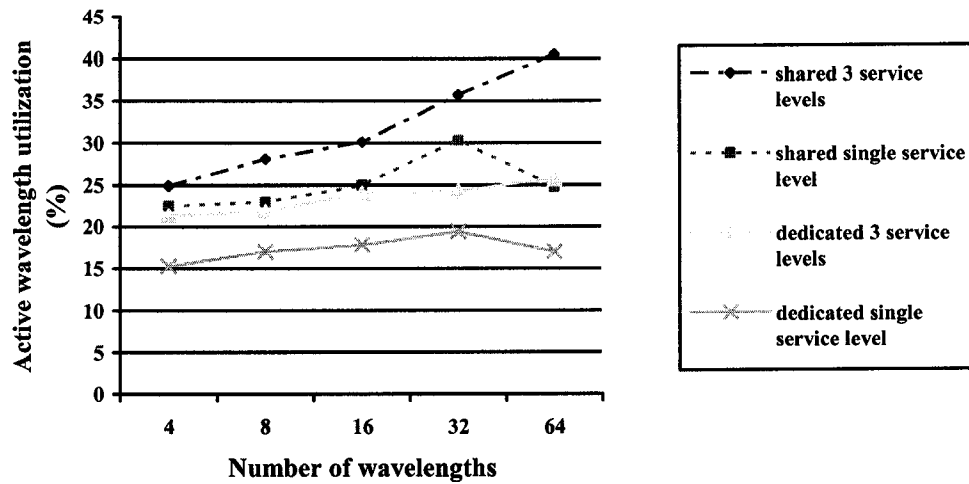 Active wavelength utilization
(%)
45
40
35
30
25
20
15
10
5
0
4 8 16 32 64
Number of wavelengths
shared 3 service
levels
shared single service
level
dedicated 3 service
levels
dedicated single
service level